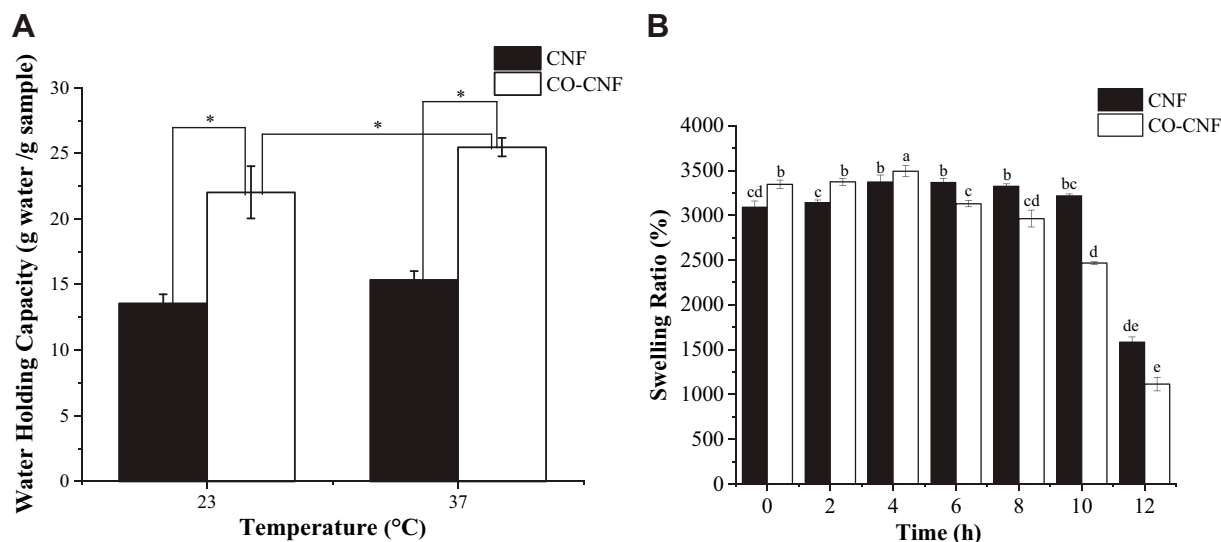 A
CNF
CO-CNF
Water Holding Capacity (g water /g sample)
30
25
20
15
10
5
0
*
*
*
23
37
Temperature (°C)
B
CNF
CO-CNF
Swelling Ratio (%)
4000
3500
3000
2500
2000
1500
1000
500
0
cd b c b b a b c b cd bc d de e
0 2 4 6 8 10 12
Time (h)